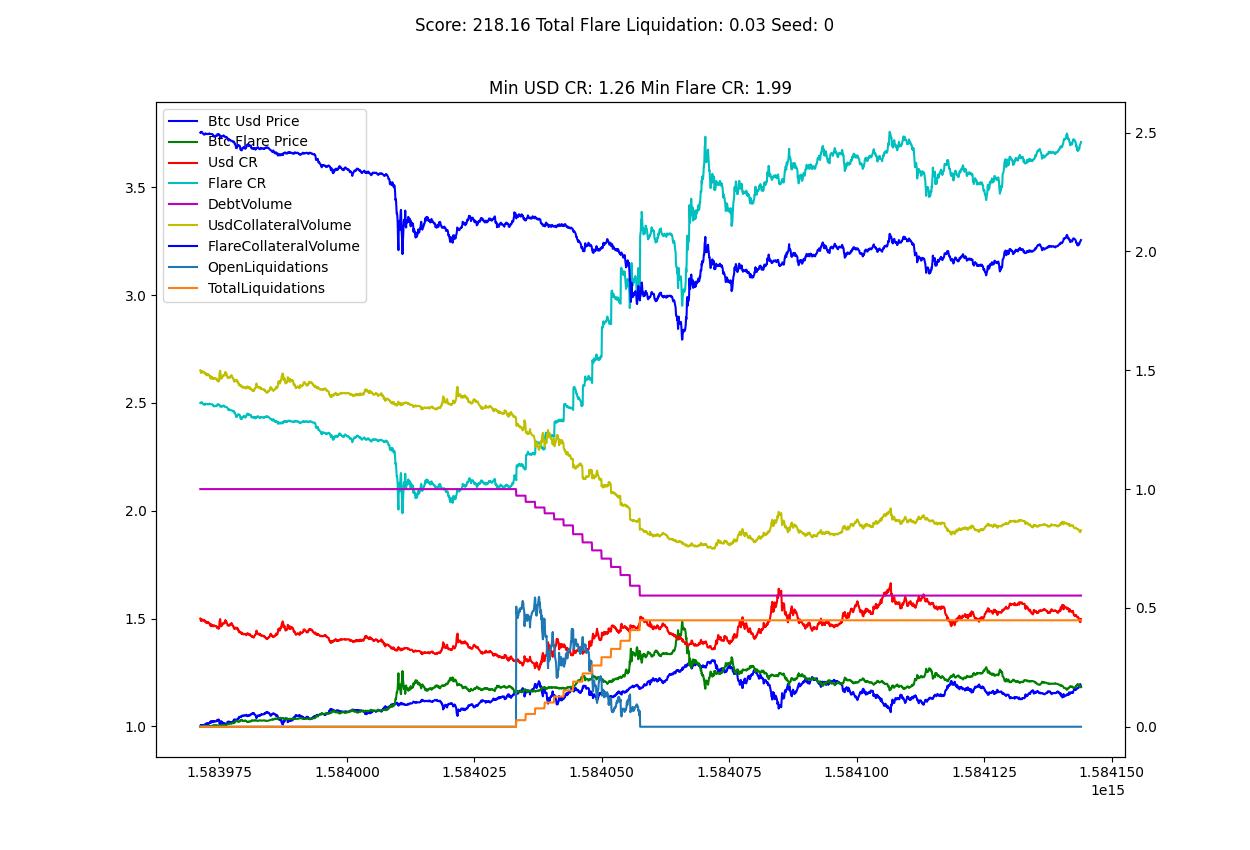 Score: 218.16 Total Flare Liquidation: 0.03 Seed: 0
Min USD CR: 1.26 Min Flare CR: 1.99
Btc Usd Price
Btc Flare Price
Usd CR
Flare CR
DebtVolume
UsdCollateralVolume
FlareCollateralVolume
OpenLiquidations
TotalLiquidations
3.5
3.0
2.5
2.0
1.5
1.0
2.5
2.0
1.5
1.0
0.5
0.0
1.583975 1.584000 1.584025 1.584050 1.584075 1.584100 1.584125 1.584150
1e15